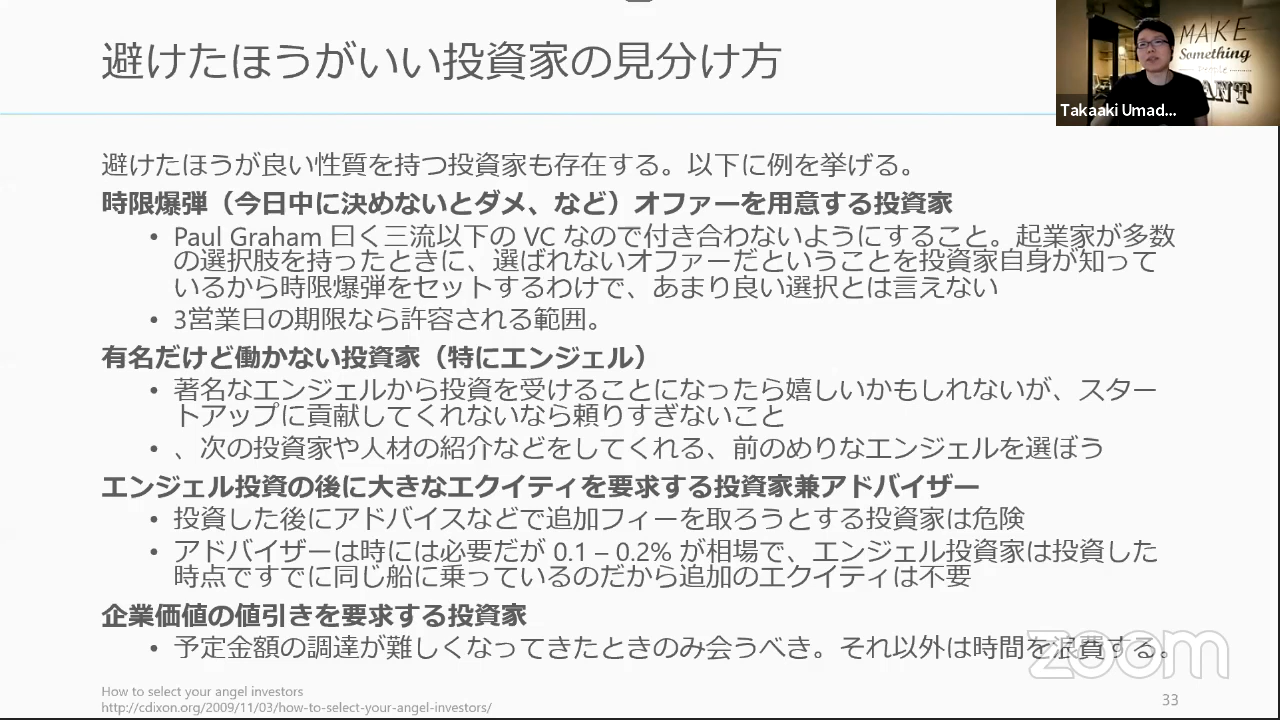 避けたほうがいい投資家の見分け方
MAKE
Something
People
WANT
Takaaki Umad...
避けたほうが良い性質を持つ投資家も存在する。以下に例を挙げる。
時限爆弾（今日中に決めないとダメ、など）オファーを用意する投資家
• Paul Graham 曰く三流以下の VC なので付き合わないようにすること。起業家が多数
の選択肢を持ったときに、選ばれないオファーだということを投資家自身が知って
いるから時限爆弾をセットするわけで、あまり良い選択とは言えない
• 3営業日の期限なら許容される範囲。
有名だけど働かない投資家（特にエンジェル）
• 著名なエンジェルから投資を受けることになったら嬉しいかもしれないが、スター
トアップに貢献してくれないなら頼りすぎないこと
• 、次の投資家や人材の紹介などをしてくれる、前のめりなエンジェルを選ぼう
エンジェル投資の後に大きなエクイティを要求する投資家兼アドバイザー
• 投資した後にアドバイスなどで追加フィーを取ろうとする投資家は危険
• アドバイザーは時には必要だが 0.1 – 0.2% が相場で、エンジェル投資家は投資した
時点ですでに同じ船に乗っているのだから追加のエクイティは不要
企業価値の値引きを要求する投資家
• 予定金額の調達が難しくなってきたときのみ会うべき。それ以外は時間を浪費する。
zoom
How to select your angel investors
http://cdixon.org/2009/11/03/how-to-select-your-angel-investors/
33